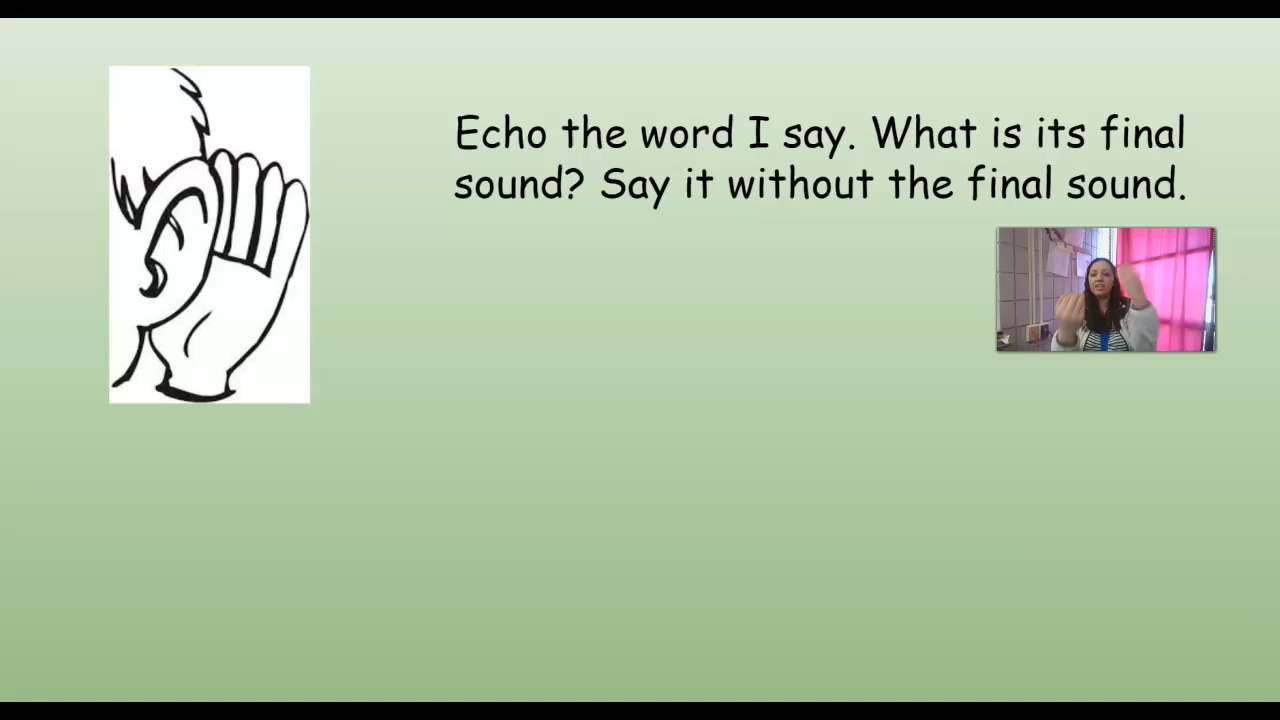 Echo the word I say. What is its final
sound? Say it without the final sound.